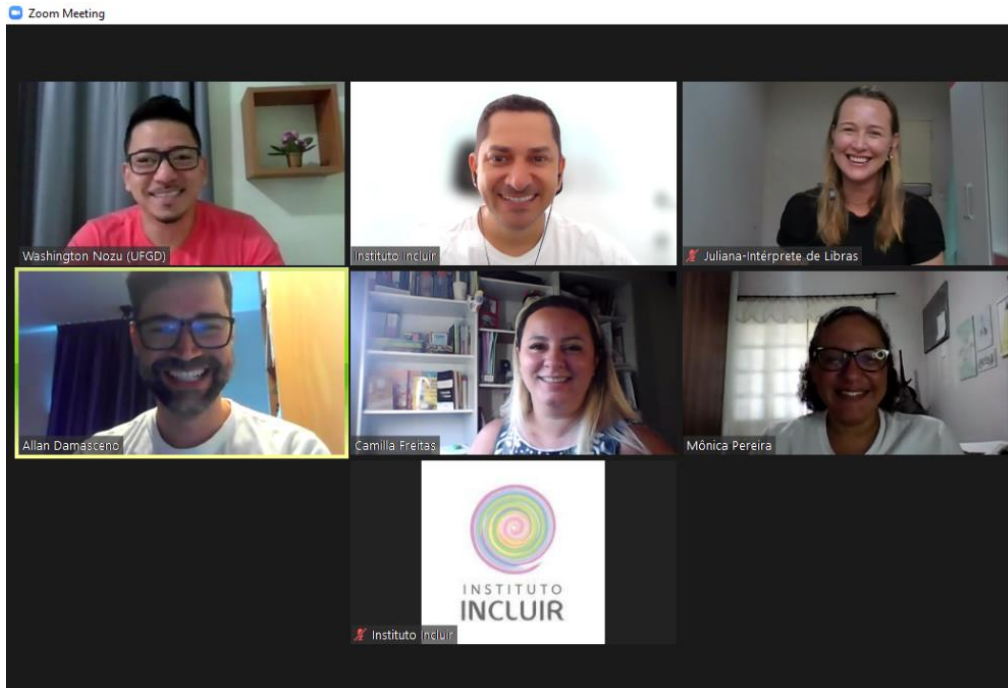 Zoom Meeting
Washington Nozu (UFGD)
Instituto Incluir
Juliana-Intérprete de Libras
Allan Damasceno
Camilla Freitas
Mônica Pereira
INSTITUTO
INCLUIR
Instituto Incluir